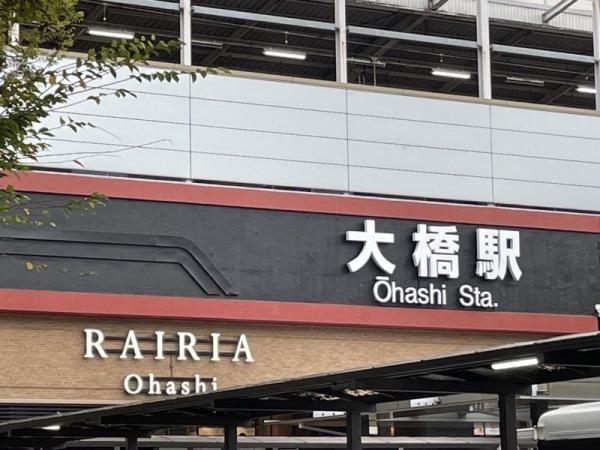 大橋駅
Ōhashi Sta.
RAIRIA
Ohashi